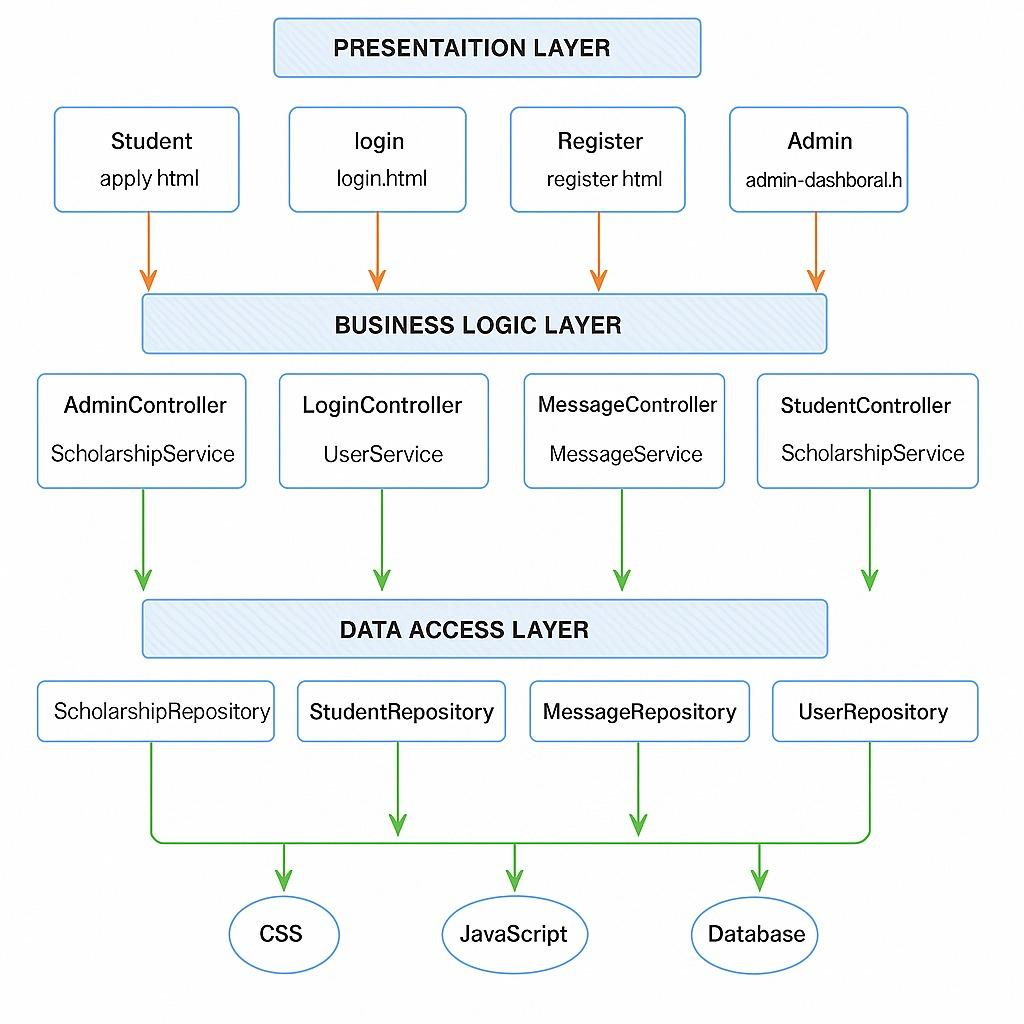 PRESENTAITION LAYER
Student
apply html
login
login.html
Register
register html
Admin
admin-dashboral.h
BUSINESS LOGIC LAYER
AdminController
ScholarshipService
LoginController
UserService
MessageController
MessageService
StudentController
ScholarshipService
DATA ACCESS LAYER
ScholarshipRepository
StudentRepository
MessageRepository
UserRepository
CSS
JavaScript
Database